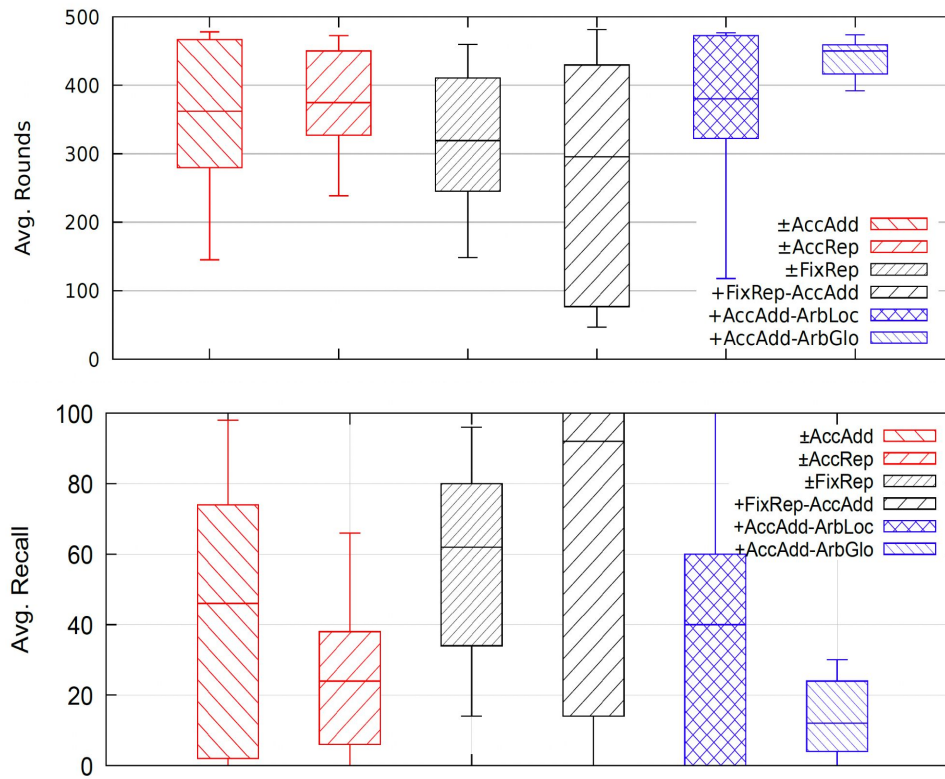 500
400
300
200
100
0
Avg. Rounds
±AccAdd
±AccRep
±FixRep
+FixRep-AccAdd
+AccAdd-ArbLoc
+AccAdd-ArbGlo
100
80
60
40
20
0
Avg. Recall
±AccAdd
±AccRep
±FixRep
+FixRep-AccAdd
+AccAdd-ArbLoc
+AccAdd-ArbGlo